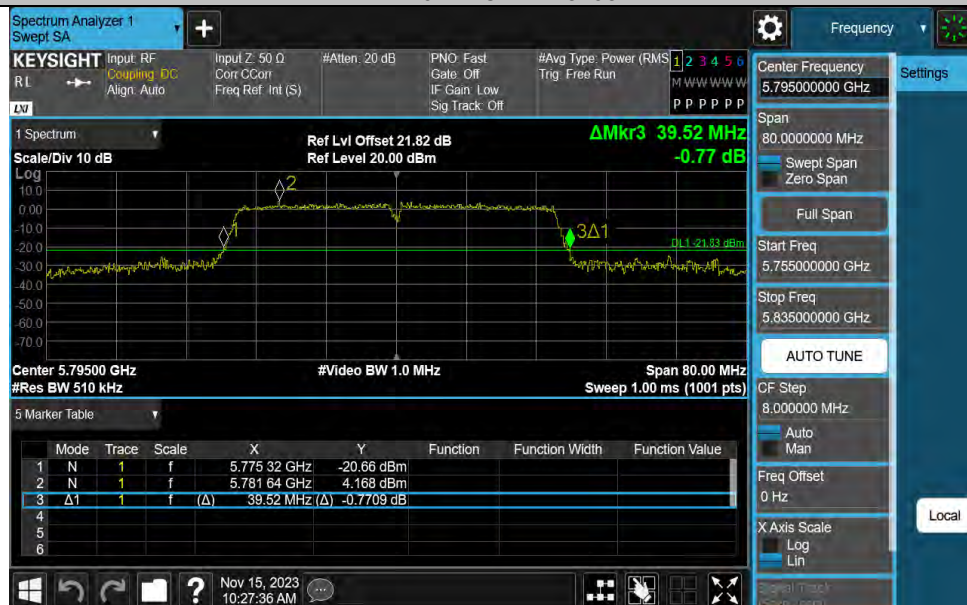 Spectrum Analyzer 1
Swept SA
Frequency
KEYSIGHT
RL
LXI
Input: RF
Coupling: DC
Align: Auto
Input Z: 50 Ω
Corr CCorr
Freq Ref: Int (S)
#Atten: 20 dB
PNO: Fast
Gate: Off
IF Gain: Low
Sig Track: Off
#Avg Type: Power (RMS
Trig: Free Run
1 2 3 4 5 6
M W W W W W
P P P P P P
Center Frequency
5.795000000 GHz
Settings
Span
80.0000000 MHz
Swept Span
Zero Span
Full Span
Start Freq
5.755000000 GHz
Stop Freq
5.835000000 GHz
AUTO TUNE
CF Step
8.000000 MHz
Auto
Man
Freq Offset
0 Hz
X Axis Scale
Log
Lin
Signal Track
Local
1 Spectrum
Scale/Div 10 dB
Ref Lvl Offset 21.82 dB
Ref Level 20.00 dBm
ΔMkr3 39.52 MHz
-0.77 dB
Log
10.0
0.00
-10.0
-20.0
-30.0
-40.0
-50.0
-60.0
-70.0
2
1
3Δ1
DL1 -21.83 dBm
Center 5.79500 GHz
#Video BW 1.0 MHz
Span 80.00 MHz
#Res BW 510 kHz
Sweep 1.00 ms (1001 pts)
5 Marker Table
Mode Trace Scale X Y Function Function Width Function Value
1 N 1 f 5.775 32 GHz -20.66 dBm
2 N 1 f 5.781 64 GHz 4.168 dBm
3 Δ1 1 f (Δ) 39.52 MHz (Δ) -0.7709 dB
4
5
6
Nov 15, 2023
10:27:36 AM